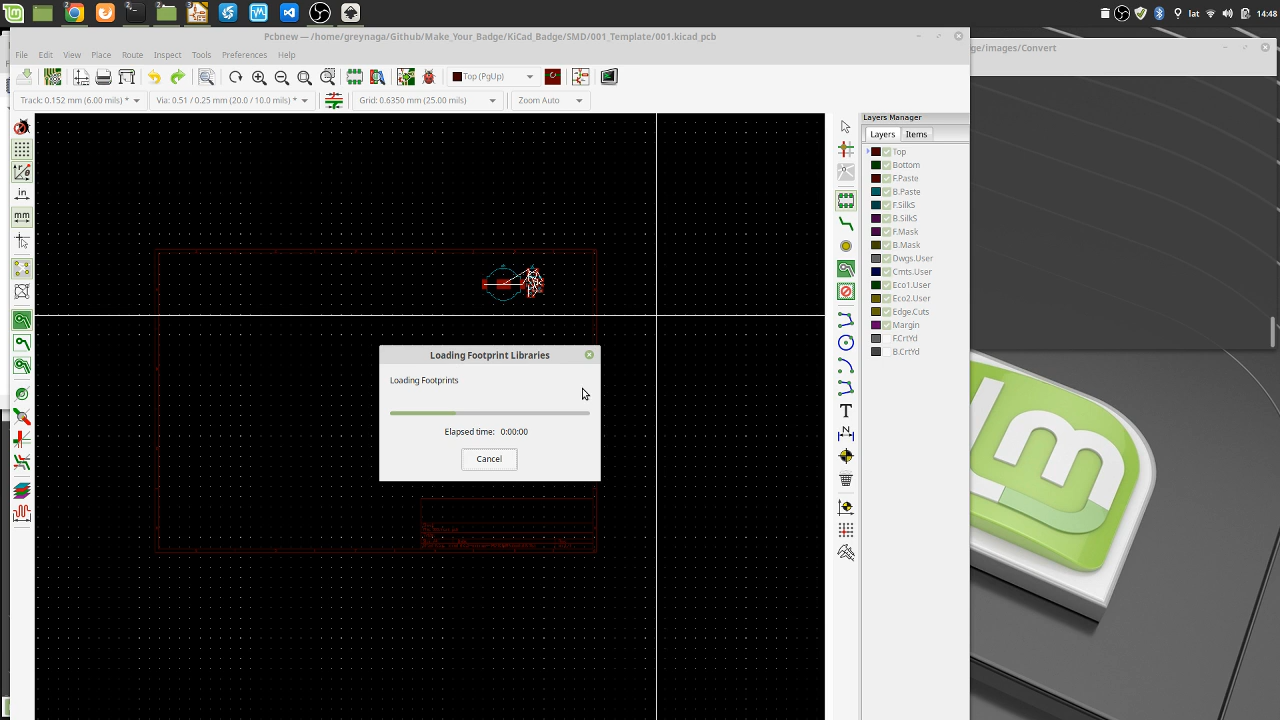 lat
14:48
Pcbnew — /home/greynaga/Github/Make_Your_Badge/KiCad_Badge/SMD/001_Template/001.kicad_pcb
ge/images/Convert
File Edit View Place Route Inspect Tools Preferences Help
Top (PgUp)
Track: 0.152 mm (6.00 mils) * Via: 0.51 / 0.25 mm (20.0 / 10.0 mils) * Grid: 0.6350 mm (25.00 mils) Zoom Auto
Layers Manager
Layers Items
Top
Bottom
F.Paste
B.Paste
F.SilkS
B.SilkS
F.Mask
B.Mask
Dwgs.User
Cmts.User
Eco1.User
Eco2.User
Edge.Cuts
Margin
F.CrtYd
B.CrtYd
in
mm
Loading Footprint Libraries
Loading Footprints
Elapsed time: 0:00:00
Cancel